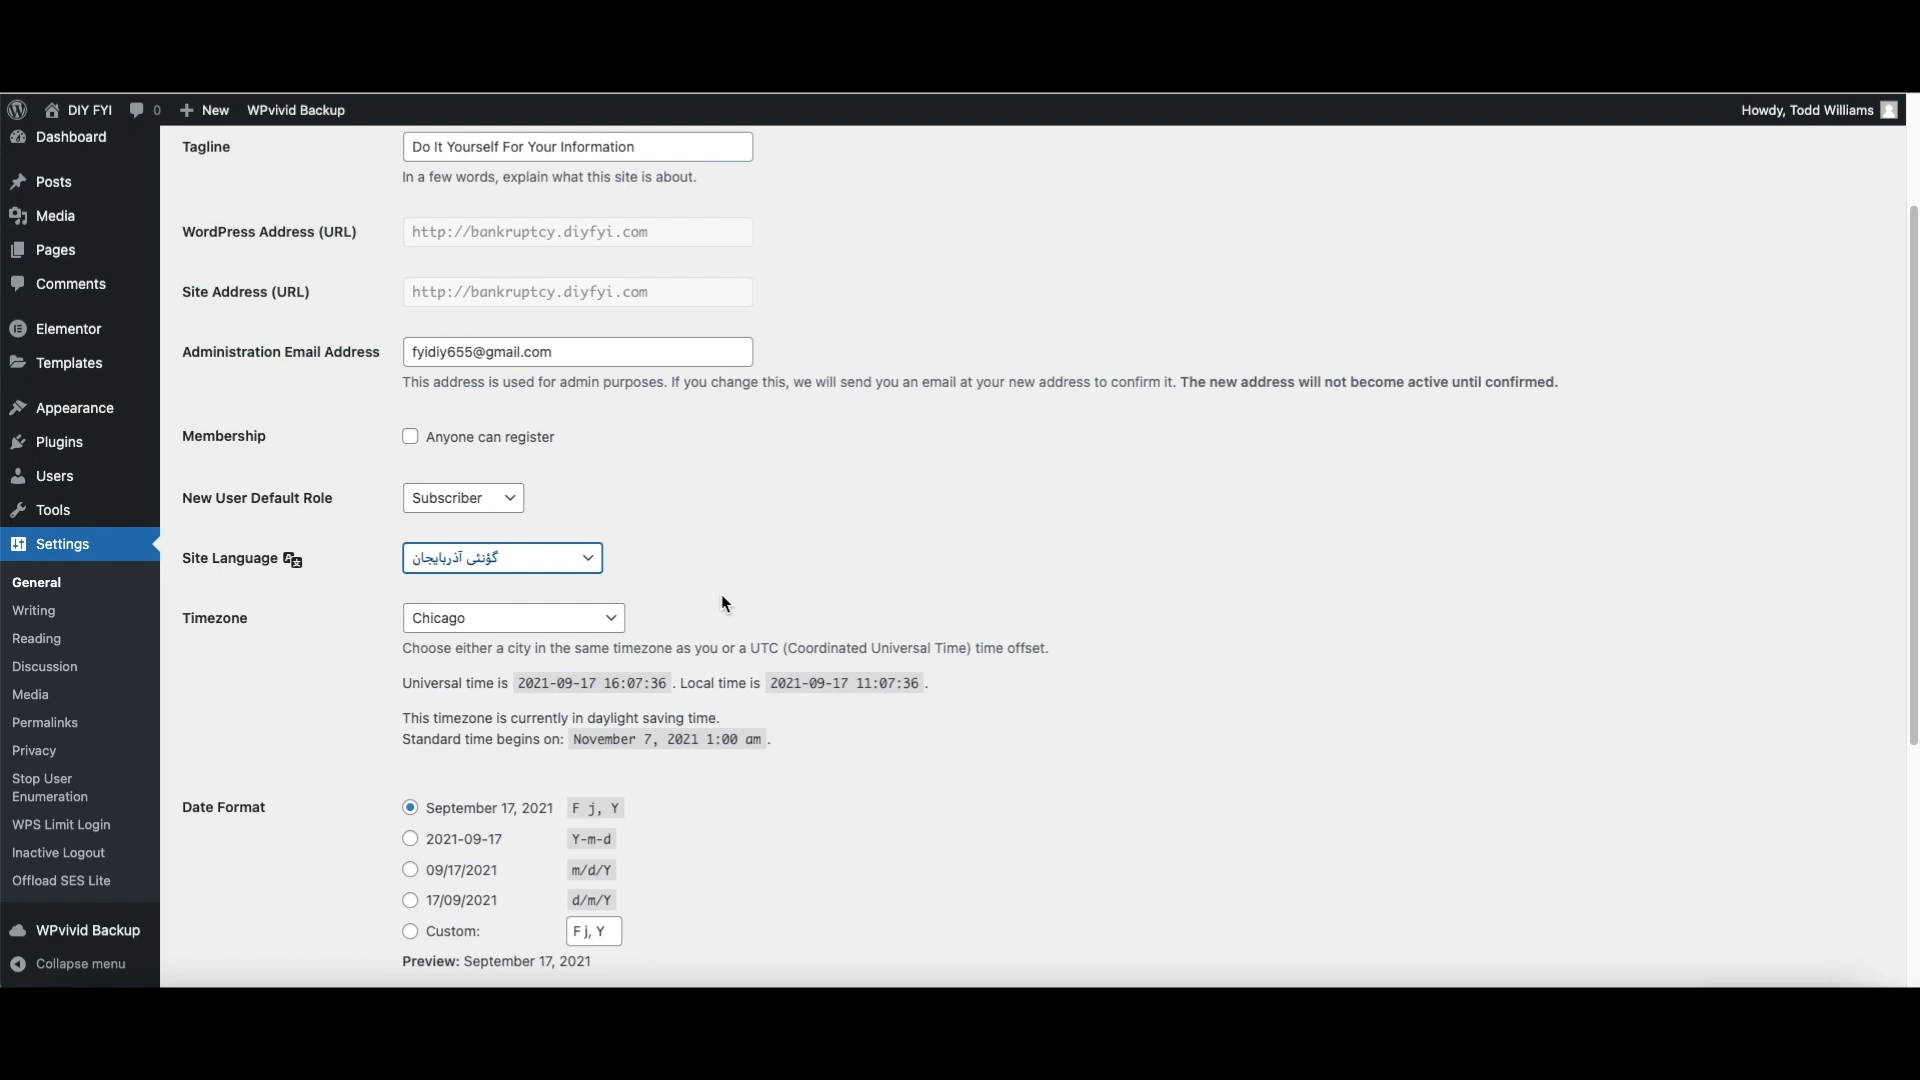 DIY FYI 0 New WPvivid Backup Howdy, Todd Williams
Dashboard
Posts
Media
Pages
Comments
Elementor
Templates
Appearance
Plugins
Users
Tools
Settings
General
Writing
Reading
Discussion
Media
Permalinks
Privacy
Stop User
Enumeration
WPS Limit Login
Inactive Logout
Offload SES Lite
WPvivid Backup
Collapse menu
Tagline Do It Yourself For Your Information
In a few words, explain what this site is about.
WordPress Address (URL) http://bankruptcy.diyfyi.com
Site Address (URL) http://bankruptcy.diyfyi.com
Administration Email Address fyidiy655@gmail.com
This address is used for admin purposes. If you change this, we will send you an email at your new address to confirm it. The new address will not become active until confirmed.
Membership Anyone can register
New User Default Role Subscriber
Site Language گؤنئی آذربایجان
Timezone Chicago
Choose either a city in the same timezone as you or a UTC (Coordinated Universal Time) time offset.
Universal time is 2021-09-17 16:07:36 . Local time is 2021-09-17 11:07:36 .
This timezone is currently in daylight saving time.
Standard time begins on: November 7, 2021 1:00 am .
Date Format September 17, 2021 F j, Y
2021-09-17 Y-m-d
09/17/2021 m/d/Y
17/09/2021 d/m/Y
Custom: F j, Y
Preview: September 17, 2021